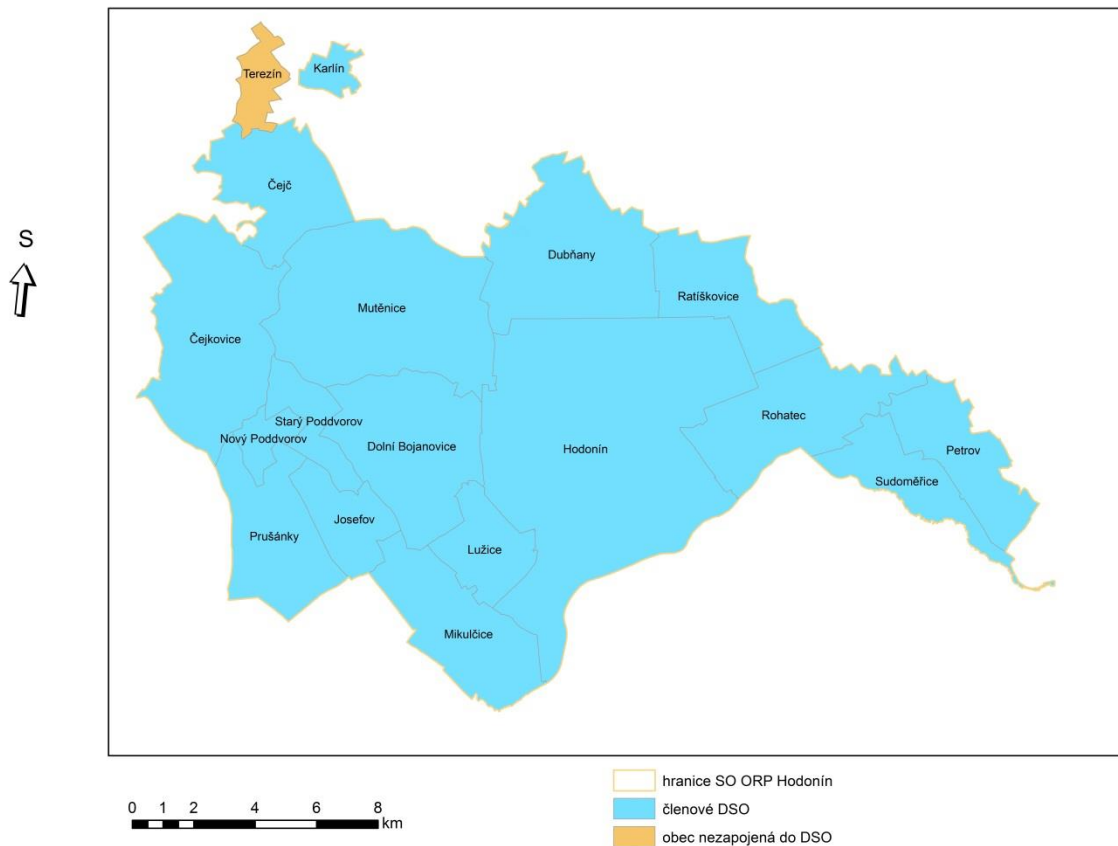 Terezín
Karlín
Čejč
S
Dubňany
Ratíškovice
Mutěnice
Čejkovice
Starý Poddvorov
Nový Poddvorov
Dolní Bojanovice
Hodonín
Rohatec
Petrov
Sudoměřice
Josefov
Prušánky
Lužice
Mikulčice
0 1 2 4 6 8
km
hranice SO ORP Hodonín
členové DSO
obec nezapojená do DSO